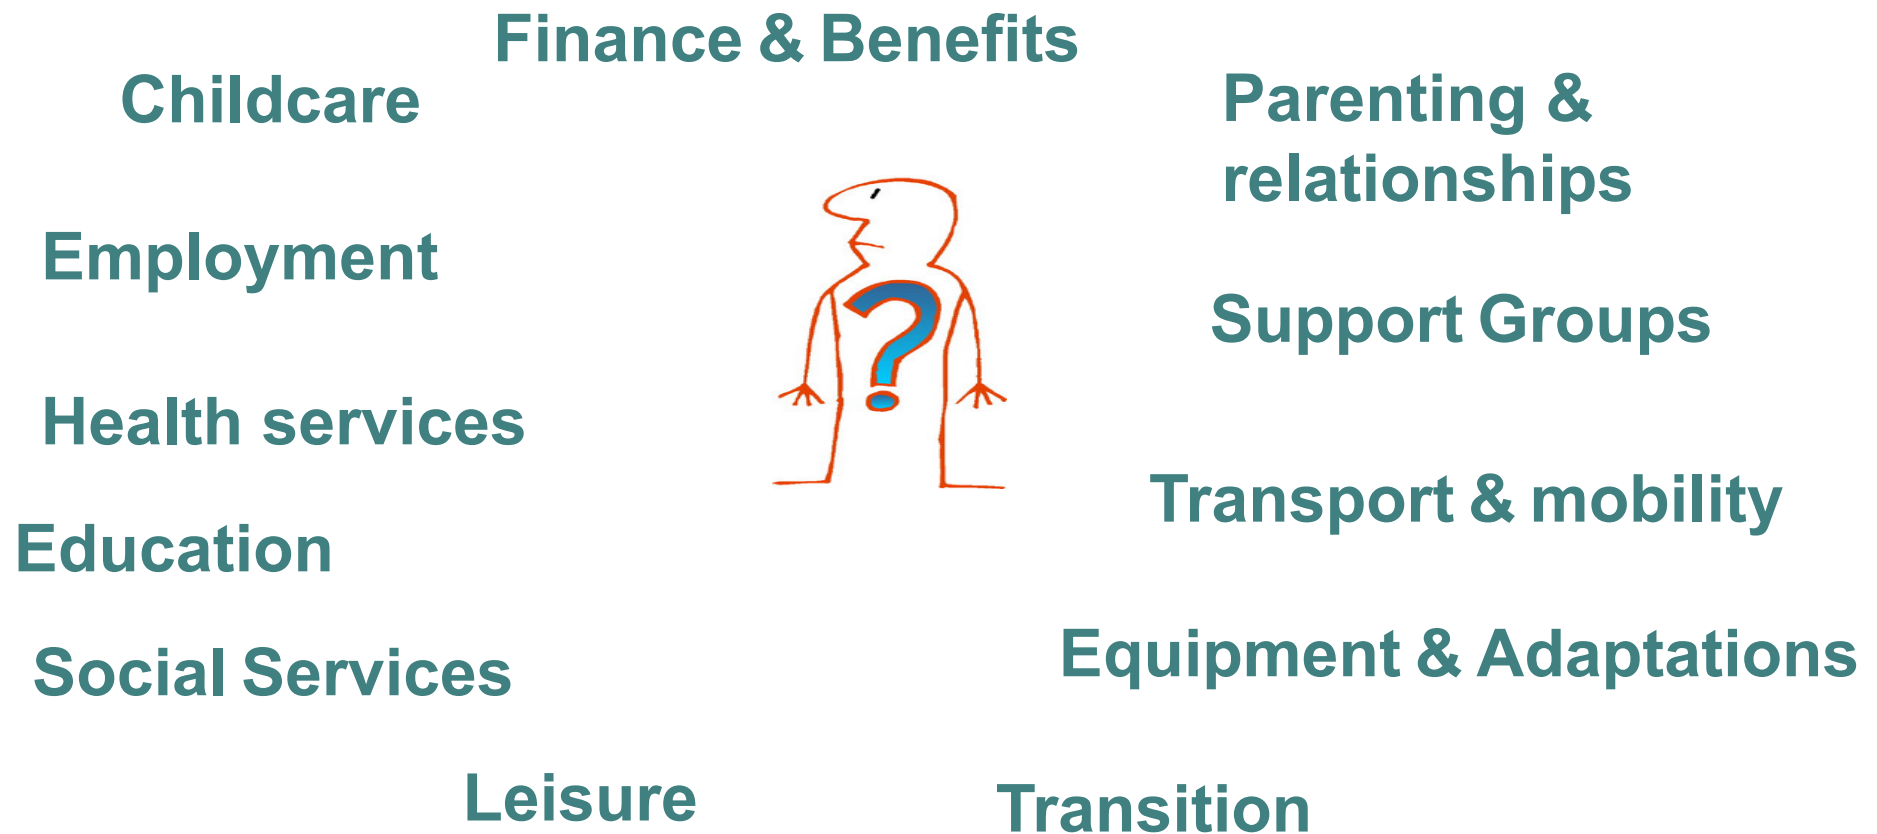 Finance & Benefits
Childcare
Parenting &
relationships
Employment
Support Groups
Health services
Transport & mobility
Education
Equipment & Adaptations
Social Services
Leisure
Transition
?